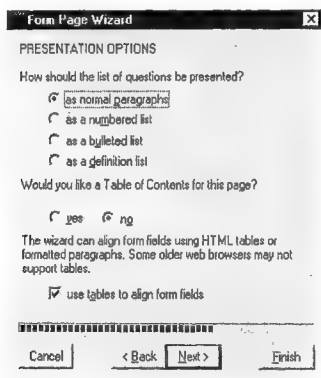 Form Page Wizard
PRESENTATION OPTIONS
How should the list of questions be presented?
as normal paragraphs
as a numbered list
as a bulleted list
as a definition list
Would you like a Table of Contents for this page?
yes no
The wizard can align form fields using HTML tables or
formatted paragraphs. Some older web browsers may not
support tables.
use tables to align form fields
Cancel < Back Next > Finish